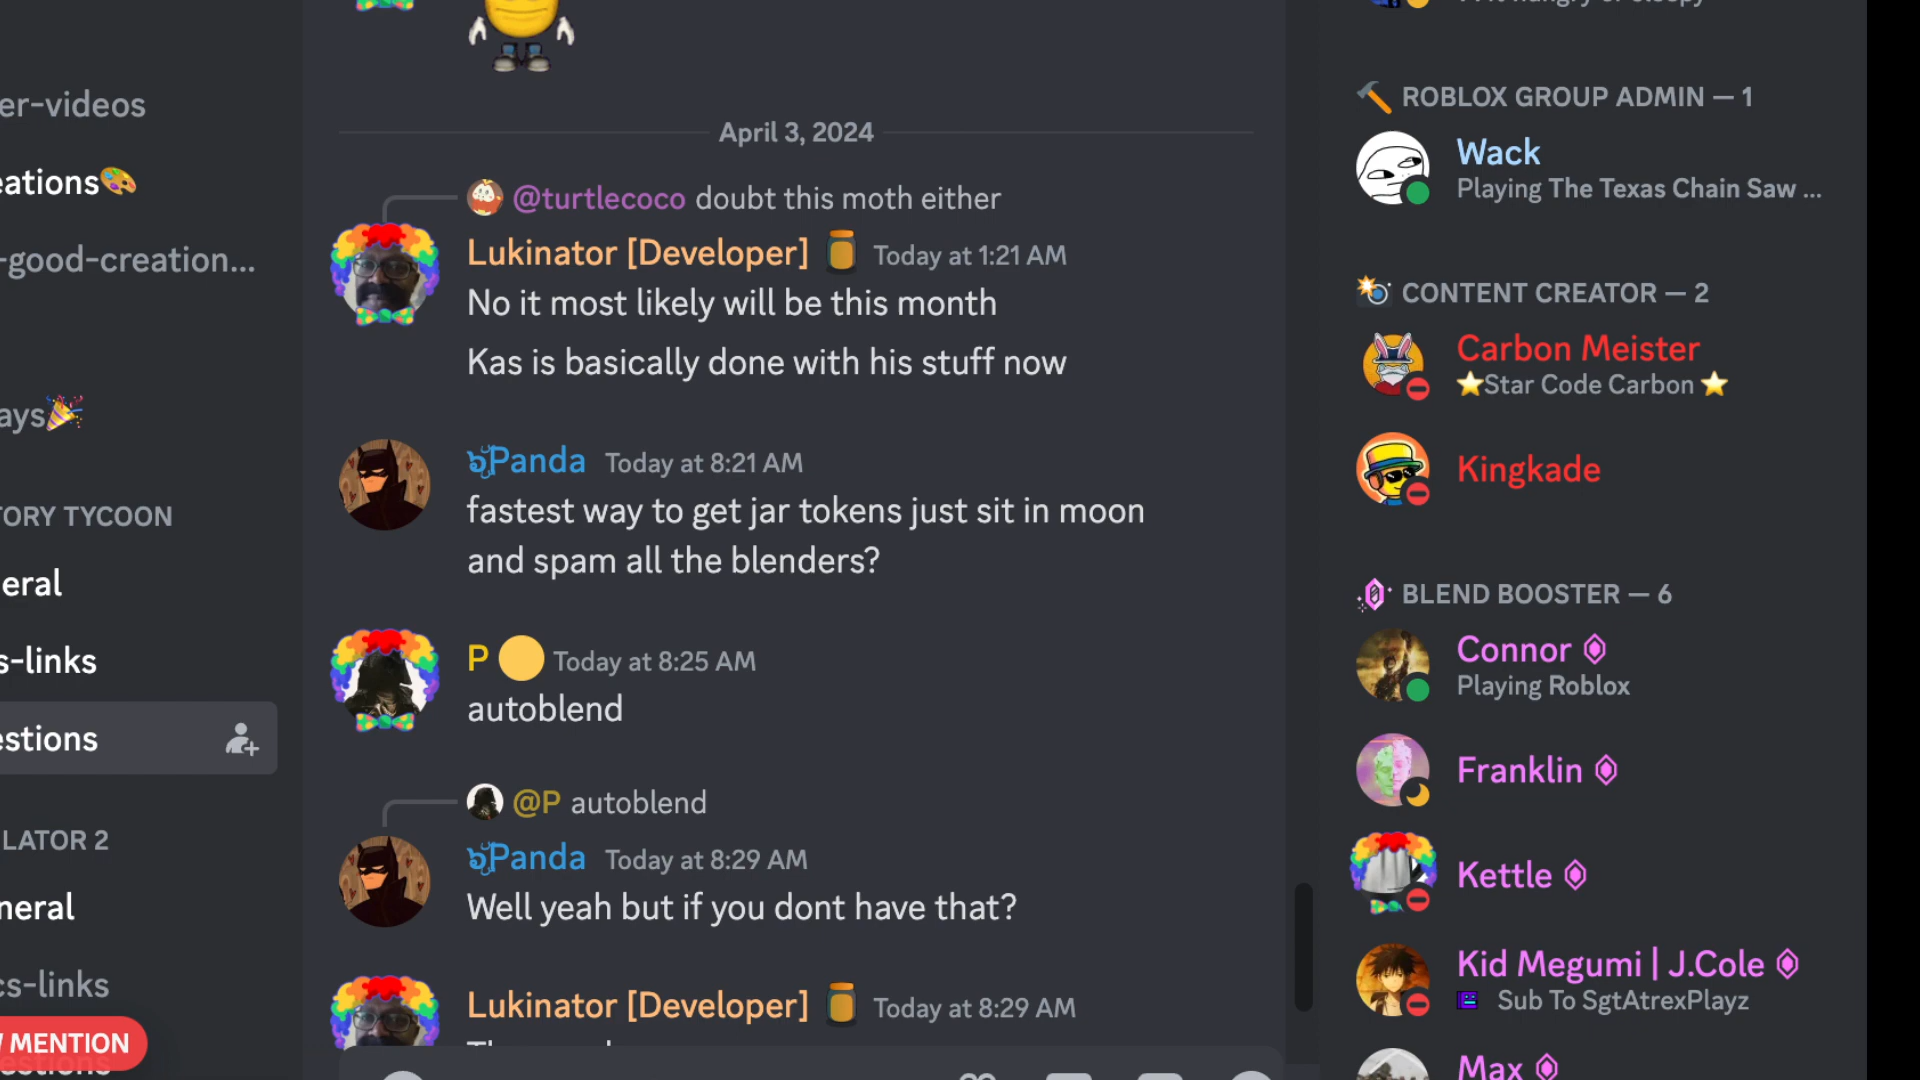 er-videos
eations
-good-creation...
ays
TORY TYCOON
eral
s-links
estions
LATOR 2
neral
cs-links
MENTION
April 3, 2024
@turtlecoco doubt this moth either
Lukinator [Developer] Today at 1:21 AM
No it most likely will be this month
Kas is basically done with his stuff now
Panda Today at 8:21 AM
fastest way to get jar tokens just sit in moon
and spam all the blenders?
P Today at 8:25 AM
autoblend
@P autoblend
Panda Today at 8:29 AM
Well yeah but if you dont have that?
Lukinator [Developer] Today at 8:29 AM
ROBLOX GROUP ADMIN — 1
Wack
Playing The Texas Chain Saw ...
CONTENT CREATOR — 2
Carbon Meister
⭐Star Code Carbon ⭐
Kingkade
BLEND BOOSTER — 6
Connor
Playing Roblox
Franklin
Kettle
Kid Megumi | J.Cole
Sub To SgtAtrexPlayz
Max